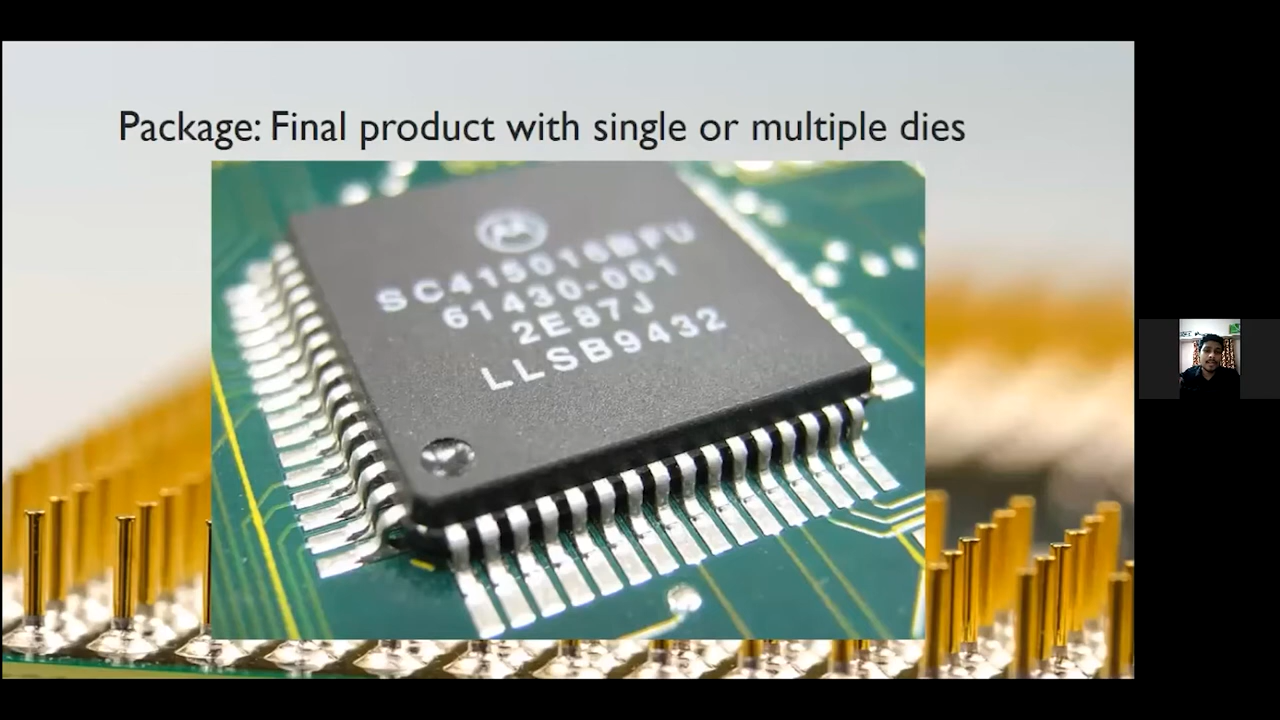 Package: Final product with single or multiple dies
SC415016BFU
61430-001
2E87J
LLSB9432